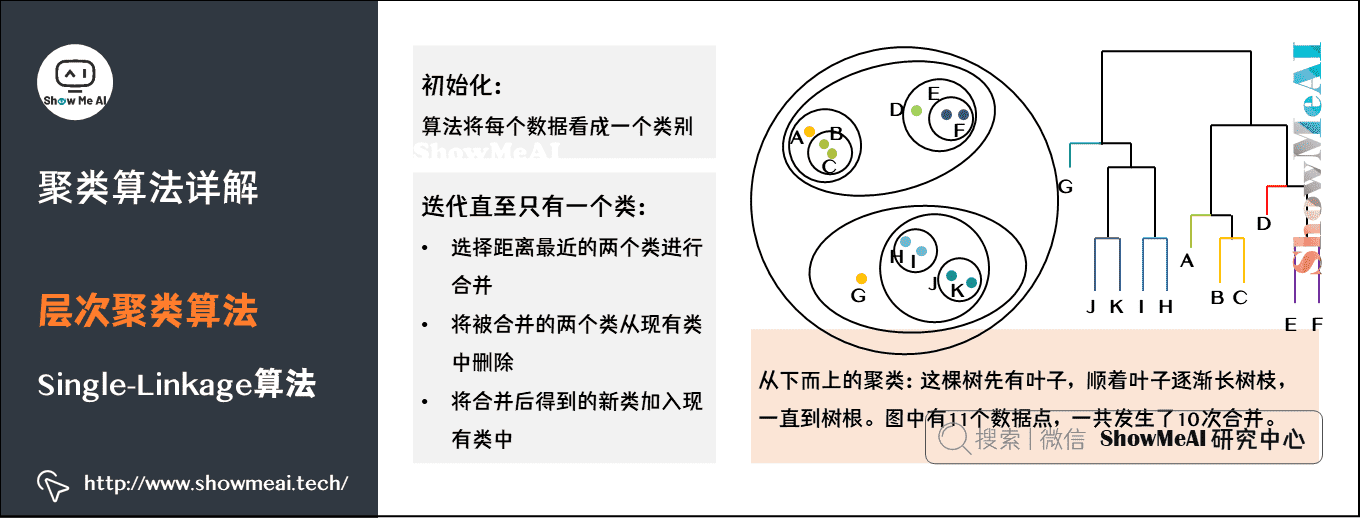 Show Me AI
聚类算法详解
层次聚类算法
Single-Linkage算法
http://www.showmeai.tech/
初始化:
算法将每个数据看成一个类别
ShowMeAI
迭代直至只有一个类:
• 选择距离最近的两个类进行
合并
• 将被合并的两个类从现有类
中删除
• 将合并后得到的新类加入现
有类中
D
E
F
A
B
C
H
I
J
K
G
G
D
A
J K I H
B C
E F
ShowMeAI
从下而上的聚类: 这棵树先有叶子，顺着叶子逐渐长树枝，
一直到树根。图中有11个数据点，一共发生了10次合并。
搜索 | 微信 ShowMeAI 研究中心